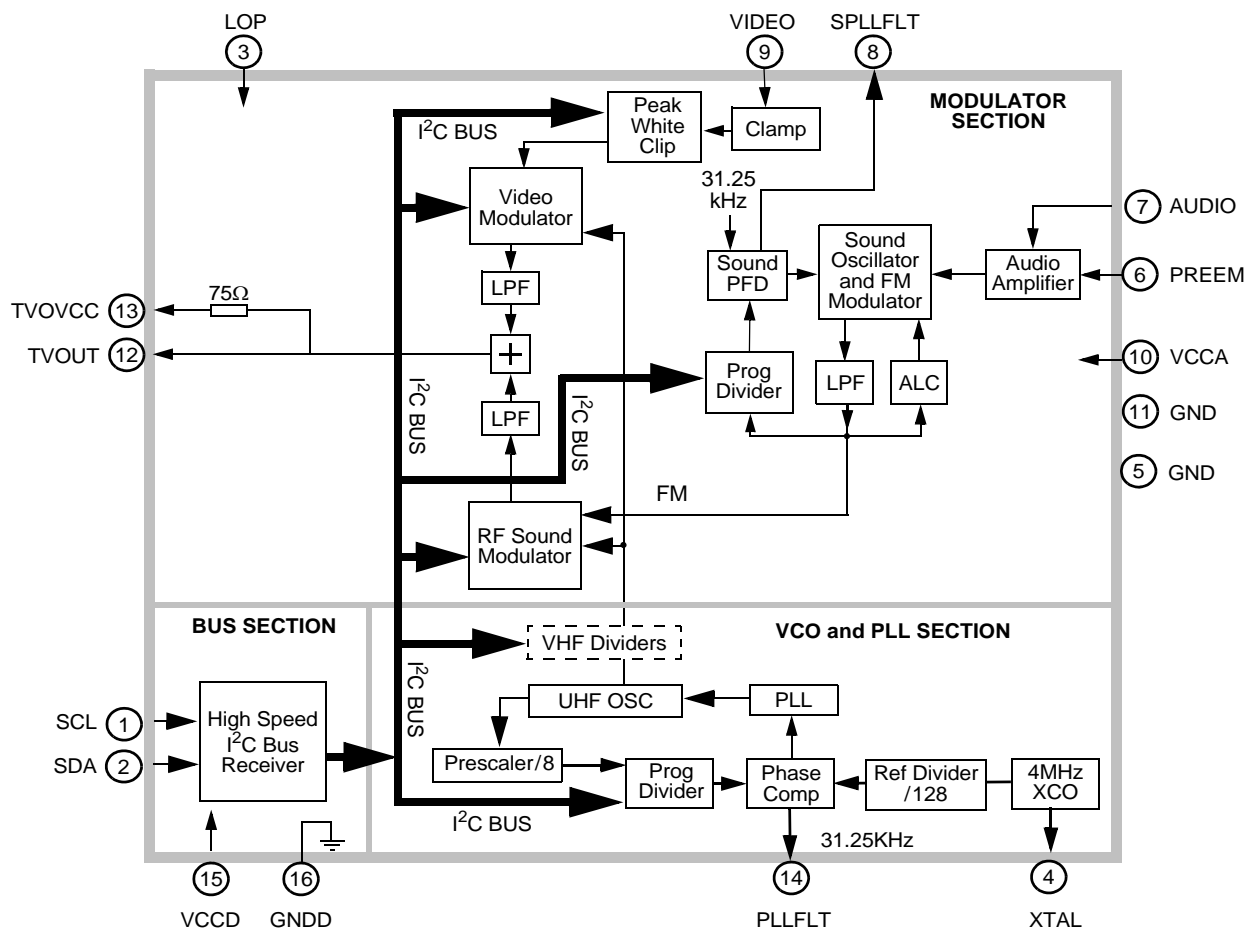 LOP
3
VIDEO
9
SPLLFLT
8
MODULATOR
SECTION
I²C BUS
Peak
White
Clip
Clamp
Video
Modulator
31.25
kHz
Sound
PFD
Sound
Oscillator
and FM
Modulator
Audio
Amplifier
7 AUDIO
6 PREEM
10 VCCA
11 GND
5 GND
LPF
TVOVCC 13
75Ω
TVOUT 12
+
LPF
I²C BUS
I²C BUS
Prog
Divider
LPF
ALC
FM
RF Sound
Modulator
BUS SECTION
VCO and PLL SECTION
VHF Dividers
I²C BUS
UHF OSC
PLL
SCL 1
SDA 2
High Speed
I²C Bus
Receiver
Prescaler/8
Prog
Divider
Phase
Comp
Ref Divider
/128
4MHz
XCO
I²C BUS
31.25KHz
15
VCCD
16
GNDD
14
PLLFLT
4
XTAL